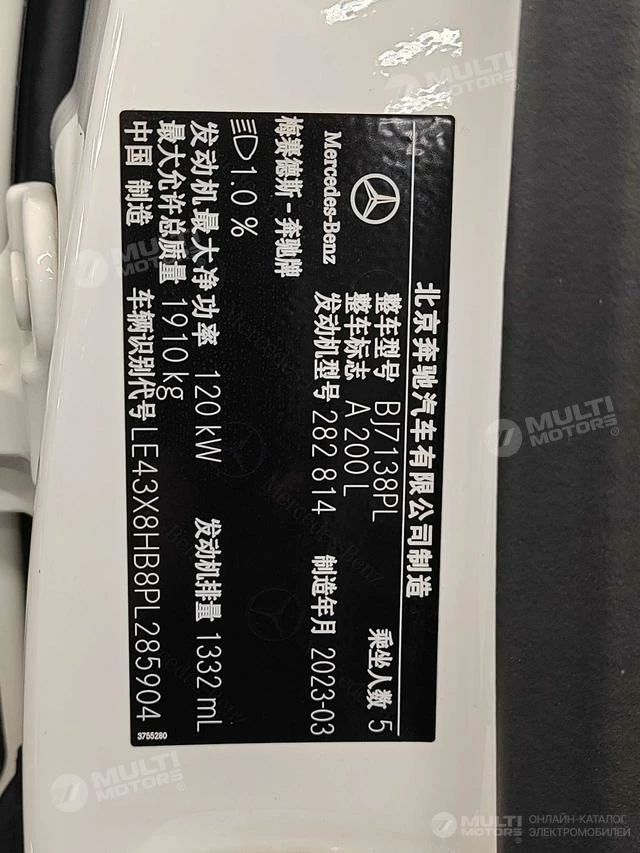 北京奔驰汽车有限公司制造
Mercedes-Benz
梅赛德斯-奔驰牌
整车型号 BJ7138PL 乘坐人数 5
整车标志 A 200 L
发动机型号 282 814 制造年月 2023-03
1.0 %
发动机最大净功率 120 kW 发动机排量 1332 mL
最大允许总质量 1910 kg
中国 制造 车辆识别代号 LE43X8HB8PL285904
3755280
MULTI MOTORS
MULTI MOTORS
MULTI MOTORS
MULTI MOTORS
MULTI MOTORS
ОНЛАЙН-КАТАЛОГ
ЭЛЕКТРОМОБИЛЕЙ